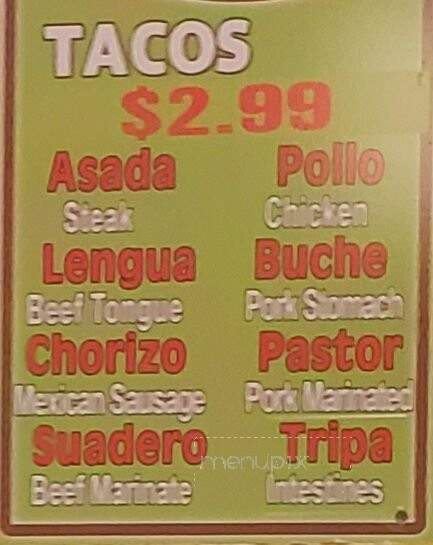 TACOS
$2.99
Asada Pollo
Steak Chicken
Lengua Buche
Beef Tongue Pork Stomach
Chorizo Pastor
Mexican Sausage Pork Marinated
Suadero Tripa
menupix
Beef Marinate Intestines